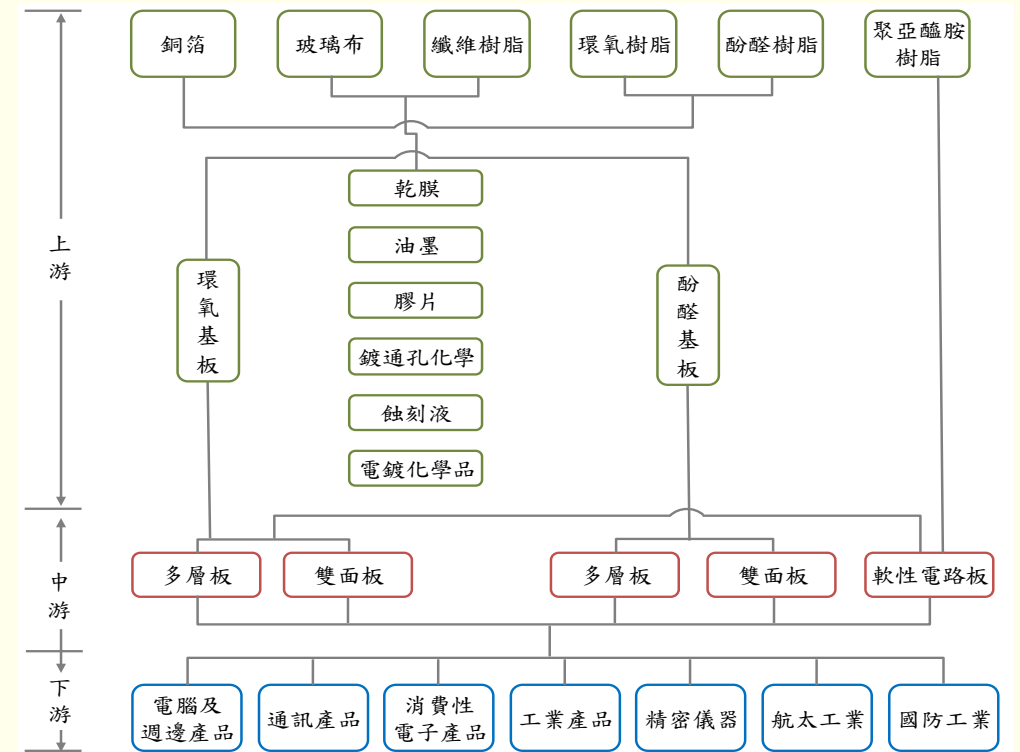 銅箔
玻璃布
纖維樹脂
環氧樹脂
酚醛樹脂
聚亞醯胺
樹脂
上游
乾膜
油墨
膠片
鍍通孔化學
蝕刻液
電鍍化學品
環氧基板
酚醛基板
中游
多層板
雙面板
多層板
雙面板
軟性電路板
下游
電腦及
週邊產品
通訊產品
消費性
電子產品
工業產品
精密儀器
航太工業
國防工業